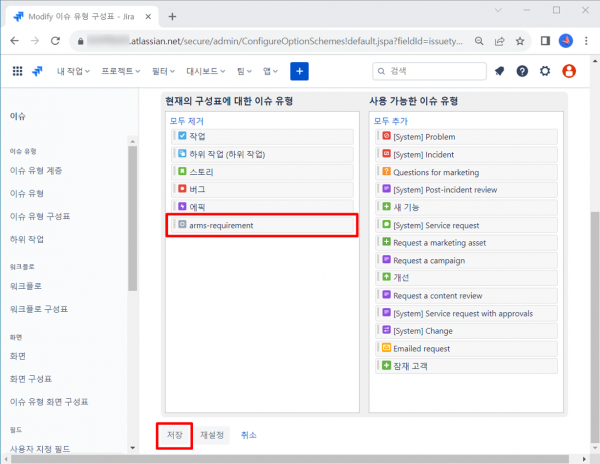 Modify 이슈 유형 구성표 - Jira
.atlassian.net/secure/admin/ConfigureOptionSchemes!default.jspa?fieldId=issuety...
내 작업 프로젝트 필터 대시보드 팀 앱 검색
이슈
이슈 유형
이슈 유형 계층
이슈 유형
이슈 유형 구성표
하위 작업
워크플로
워크플로
워크플로 구성표
화면
화면
화면 구성표
이슈 유형 화면 구성표
필드
사용자 지정 필드
현재의 구성표에 대한 이슈 유형
모두 제거
작업
하위 작업 (하위 작업)
스토리
버그
에픽
arms-requirement
사용 가능한 이슈 유형
모두 추가
[System] Problem
[System] Incident
Questions for marketing
[System] Post-incident review
새 기능
[System] Service request
Request a marketing asset
Request a campaign
개선
Request a content review
[System] Service request with approvals
[System] Change
Emailed request
잠재 고객
저장 재설정 취소